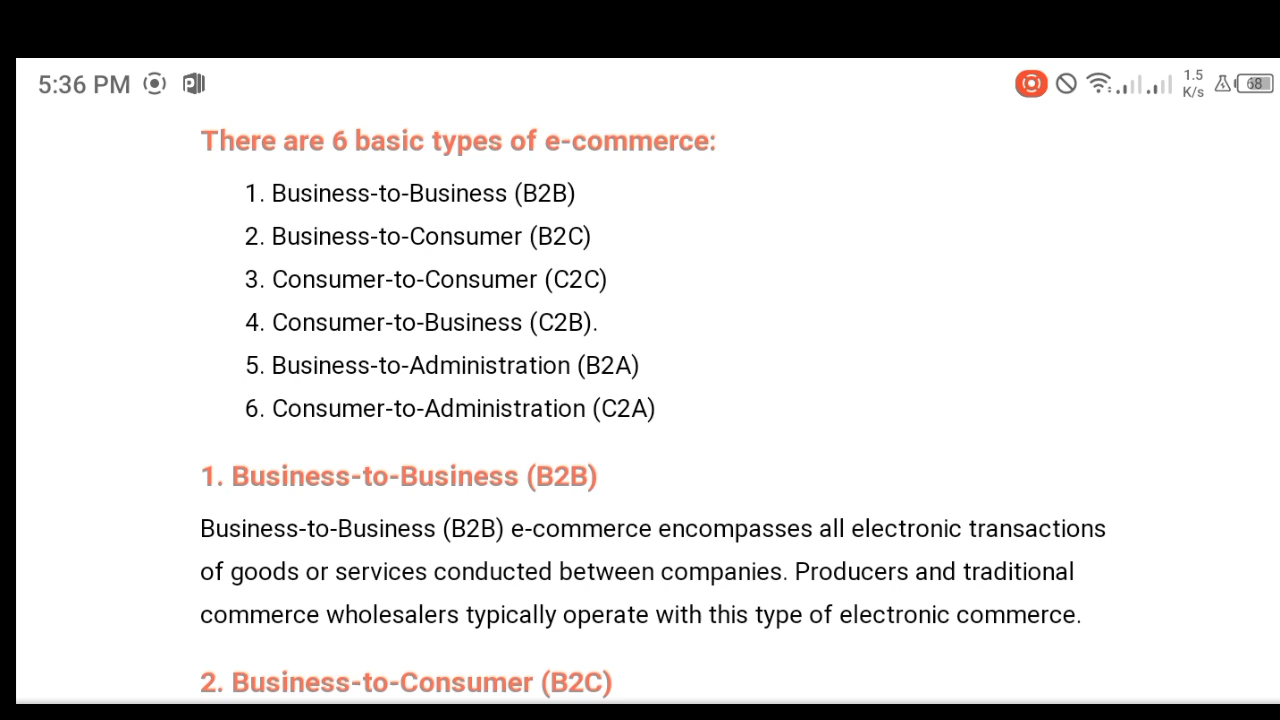 5:36 PM
1.5
K/s
68
There are 6 basic types of e-commerce:
1. Business-to-Business (B2B)
2. Business-to-Consumer (B2C)
3. Consumer-to-Consumer (C2C)
4. Consumer-to-Business (C2B).
5. Business-to-Administration (B2A)
6. Consumer-to-Administration (C2A)
1. Business-to-Business (B2B)
Business-to-Business (B2B) e-commerce encompasses all electronic transactions
of goods or services conducted between companies. Producers and traditional
commerce wholesalers typically operate with this type of electronic commerce.
2. Business-to-Consumer (B2C)